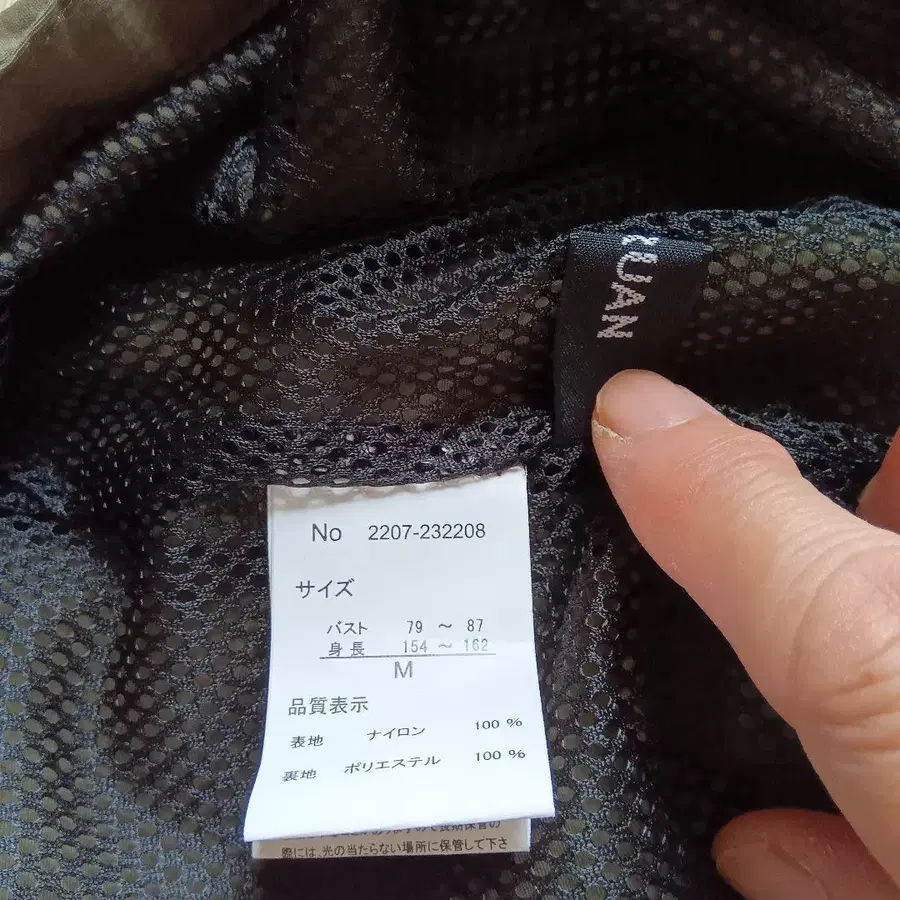 UAN
No 2207-232208
サイズ
バスト 79 ~ 87
身長 154 ~ 162
M
品質表示
表地 ナイロン 100 %
裏地 ポリエステル 100 %
際には、光の当たらない場所に保管して下さ